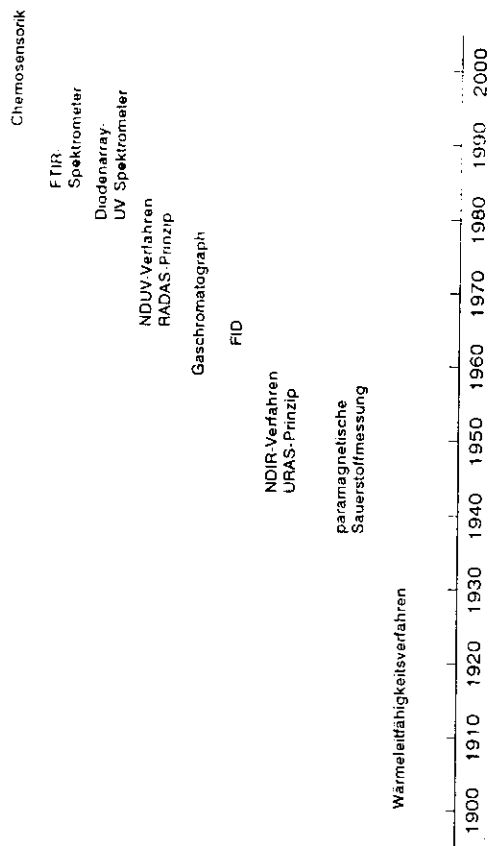 Chemosensorik
FTIR-
Spektrometer
Diodenarray-
UV Spektrometer
NDUV-Verfahren
RADAS-Prinzip
Gaschromatograph
FID
NDIR-Verfahren
URAS-Prinzip
paramagnetische
Sauerstoffmessung
Wärmeleitfähigkeitsverfahren
1900 1910 1920 1930 1940 1950 1960 1970 1980 1990 2000